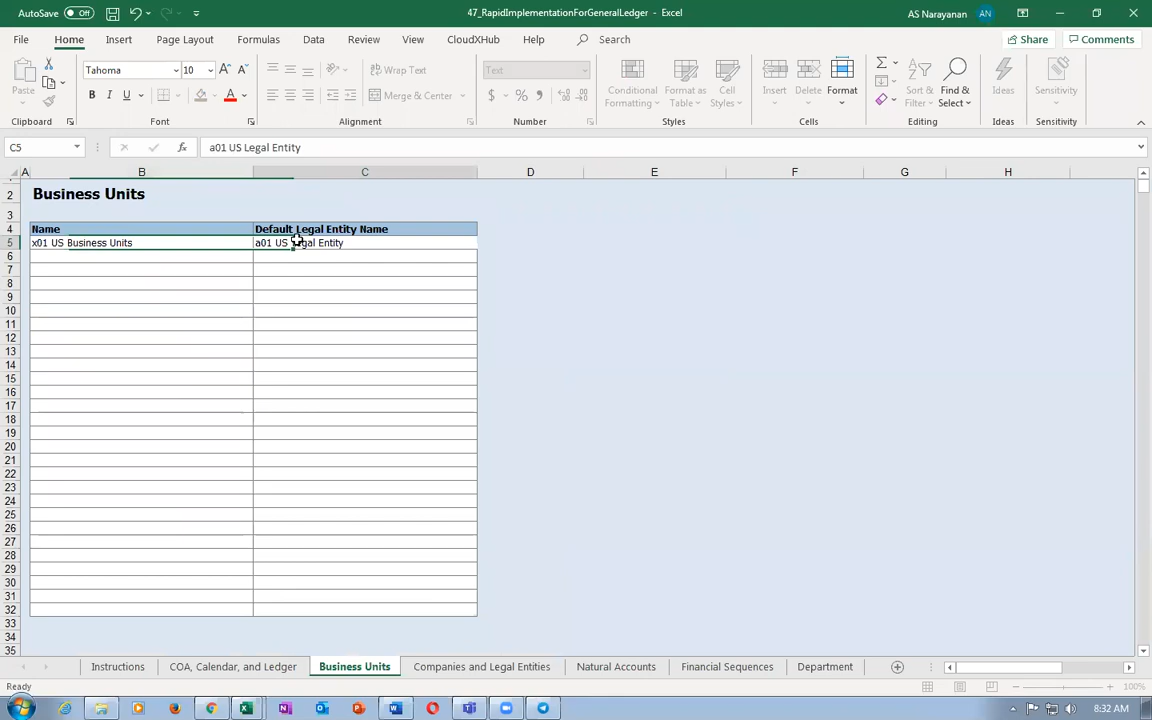 AutoSave Off
47_RapidImplementationForGeneralLedger - Excel
AS Narayanan AN
File Home Insert Page Layout Formulas Data Review View CloudXHub Help Search Share Comments
Tahoma 10 Wrap Text Text
Paste B I U A Merge & Center $ % Conditional Formatting Format as Table Cell Styles Insert Delete Format Sort & Filter Find & Select Ideas Sensitivity
Clipboard Font Alignment Number Styles Cells Editing Ideas Sensitivity
C5 fx a01 US Legal Entity
A B C D E F G H
2 Business Units
3
4 Name Default Legal Entity Name
5 x01 US Business Units a01 US Legal Entity
6
7
8
9
10
11
12
13
14
15
16
17
18
19
20
21
22
23
24
25
26
27
28
29
30
31
32
33
34
35
Instructions COA, Calendar, and Ledger Business Units Companies and Legal Entities Natural Accounts Financial Sequences Department
Ready 100%
8:32 AM